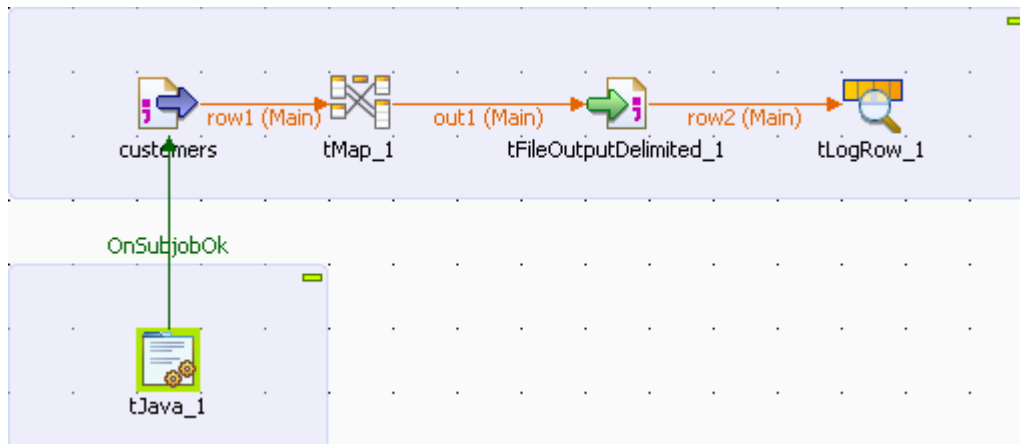 row1 (Main)
out1 (Main)
row2 (Main)
customers
tMap_1
tFileOutputDelimited_1
tLogRow_1
OnSubjobOk
tJava_1